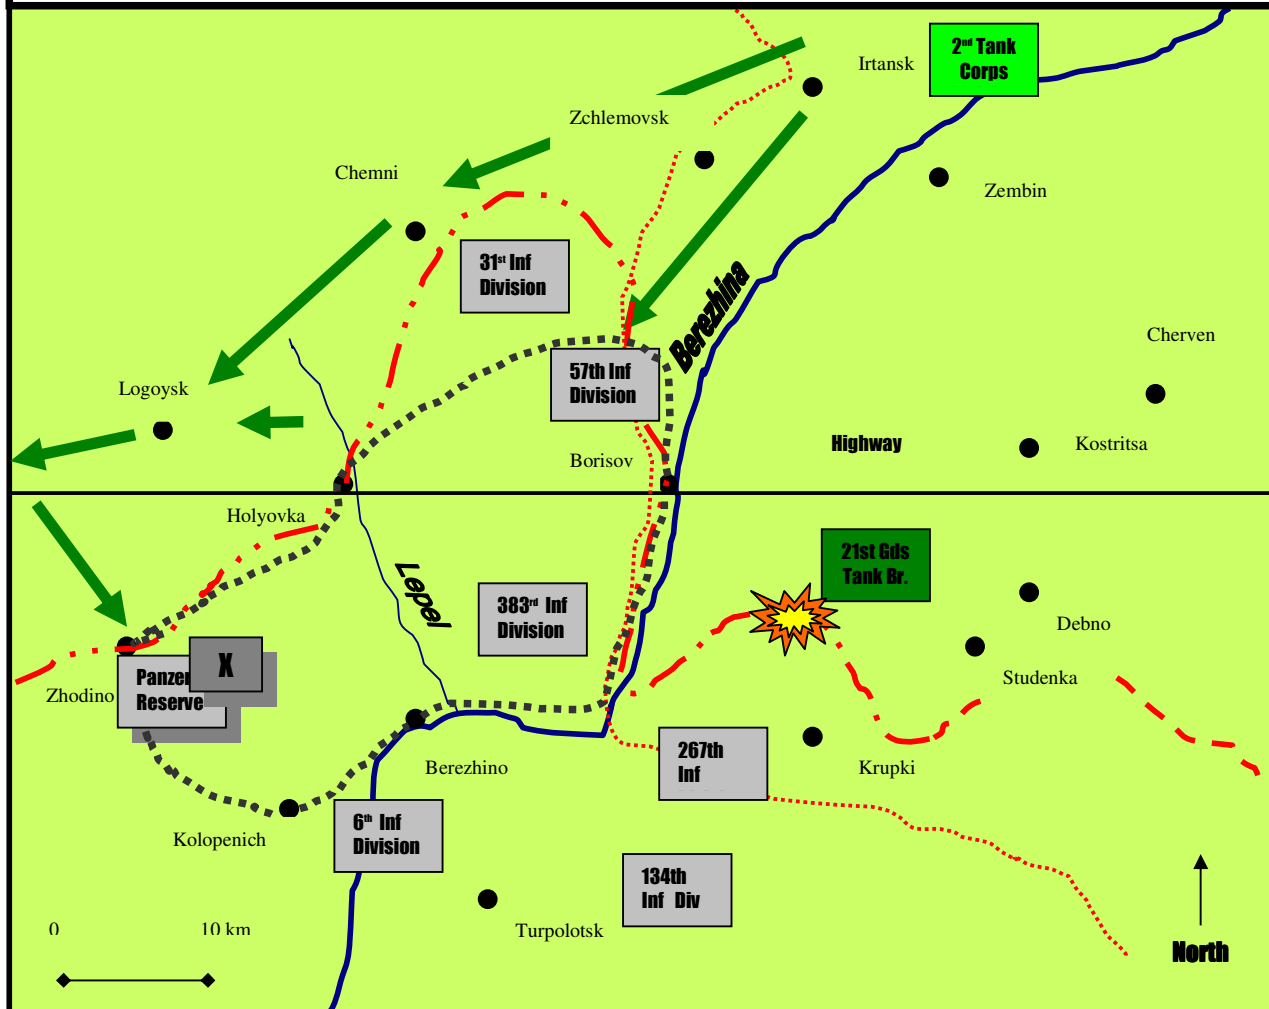 Irtansk
2nd Tank
Corps
Zchlemovsk
Chemni
Zembin
31st Inf
Division
Berezhina
Cherven
Logoysk
57th Inf
Division
Highway
Kostritsa
Borisov
Holyovka
21st Gds
Tank Br.
Lepel
383rd Inf
Division
Debno
X
Studenka
Zhodino
Panzer
Reserve
267th
Inf
Krupki
Berezhino
6th Inf
Division
Kolopenich
134th
Inf Div
Turpolotsk
0 10 km
North